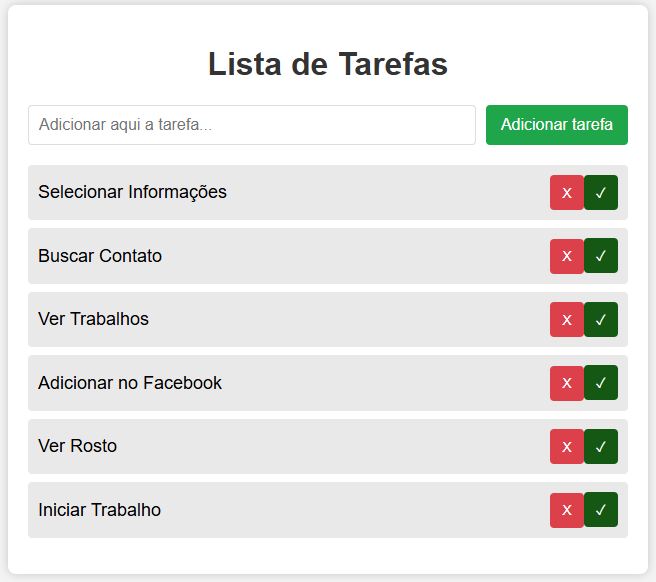 Lista de Tarefas
Adicionar aqui a tarefa...
Adicionar tarefa
Selecionar Informações
X ✓
Buscar Contato
X ✓
Ver Trabalhos
X ✓
Adicionar no Facebook
X ✓
Ver Rosto
X ✓
Iniciar Trabalho
X ✓